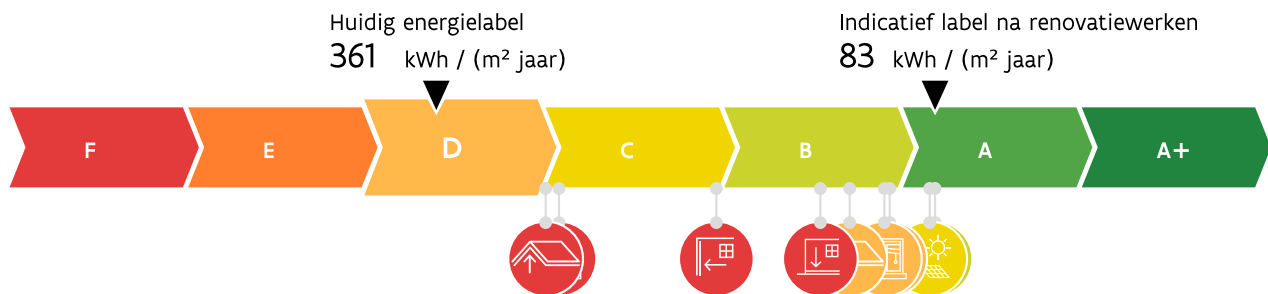 Huidig energielabel
361 kWh / (m² jaar)
Indicatief label na renovatiewerken
83 kWh / (m² jaar)
F E D C B A A+